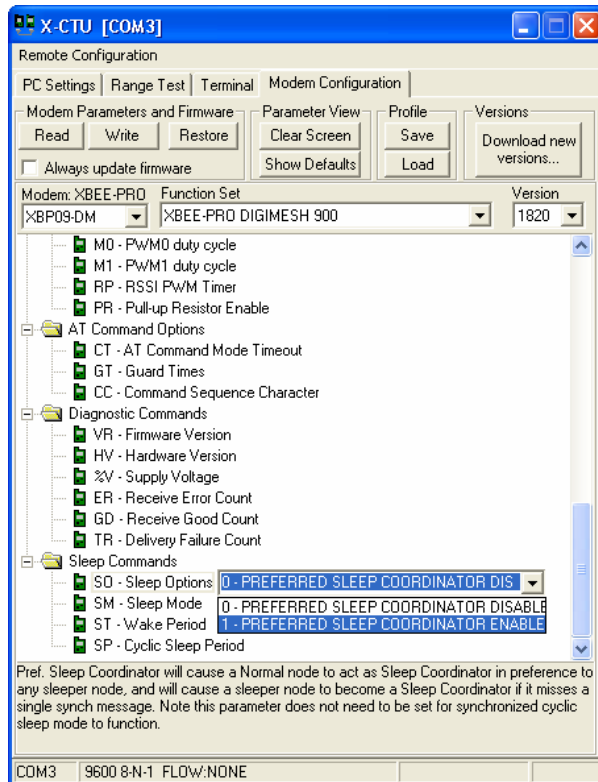 X-CTU [COM3]
Remote Configuration
PC Settings Range Test Terminal Modem Configuration
Modem Parameters and Firmware Parameter View Profile Versions
Read Write Restore Clear Screen Save Download new versions...
Always update firmware Show Defaults Load
Modem: XBEE-PRO Function Set Version
XBP09-DM XBEE-PRO DIGIMESH 900 1820
M0 - PWM0 duty cycle
M1 - PWM1 duty cycle
RP - RSSI PWM Timer
PR - Pull-up Resistor Enable
AT Command Options
CT - AT Command Mode Timeout
GT - Guard Times
CC - Command Sequence Character
Diagnostic Commands
VR - Firmware Version
HV - Hardware Version
%V - Supply Voltage
ER - Receive Error Count
GD - Receive Good Count
TR - Delivery Failure Count
Sleep Commands
SO - Sleep Options 0 - PREFERRED SLEEP COORDINATOR DIS
SM - Sleep Mode 0 - PREFERRED SLEEP COORDINATOR DISABLE
ST - Wake Period 1 - PREFERRED SLEEP COORDINATOR ENABLE
SP - Cyclic Sleep Period
Pref. Sleep Coordinator will cause a Normal node to act as Sleep Coordinator in preference to
any sleeper node, and will cause a sleeper node to become a Sleep Coordinator if it misses a
single synch message. Note this parameter does not need to be set for synchronized cyclic
sleep mode to function.
COM3 9600 8-N-1 FLOW:NONE